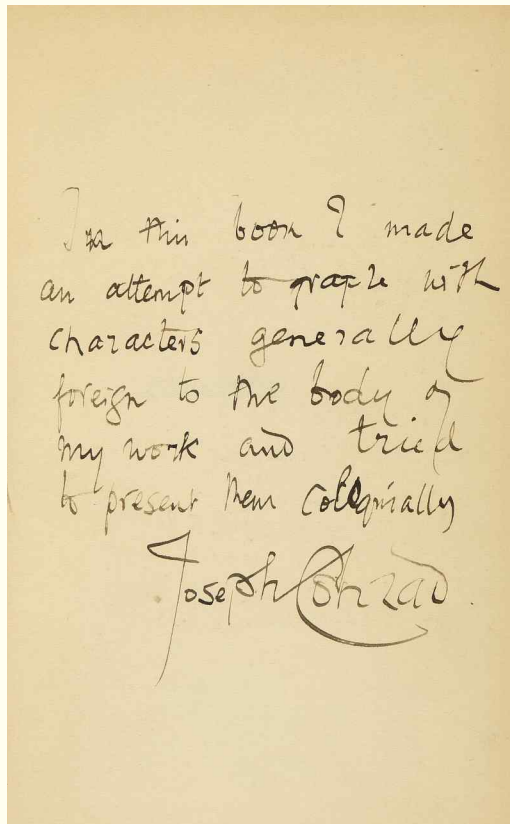 In this book I made
an attempt to graple with
characters generally
foreign to the body of
my work and tried
to present them colloquially
Joseph Conrad.